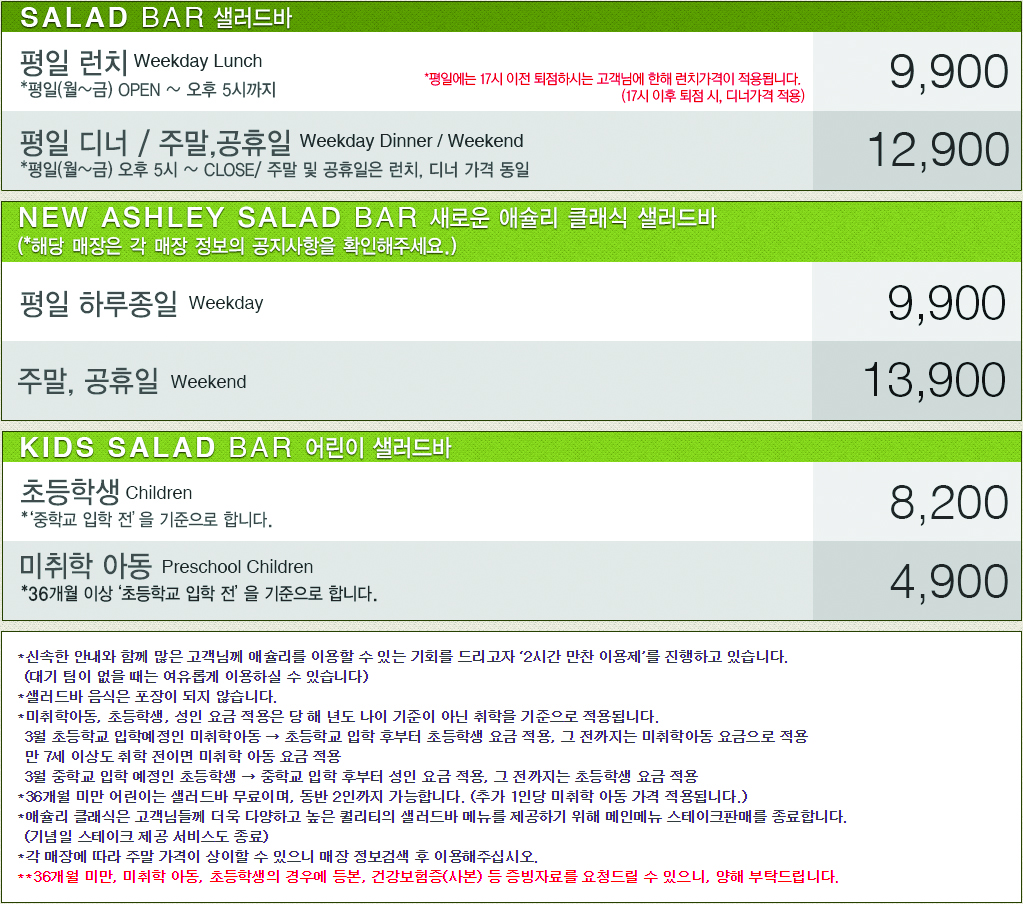 SALAD BAR 샐러드바
평일 런치 Weekday Lunch
*평일(월~금) OPEN ~ 오후 5시까지
*평일에는 17시 이전 퇴점하시는 고객님에 한해 런치가격이 적용됩니다.
(17시 이후 퇴점 시, 디너가격 적용)
9,900
평일 디너 / 주말,공휴일 Weekday Dinner / Weekend
*평일(월~금) 오후 5시 ~ CLOSE/ 주말 및 공휴일은 런치, 디너 가격 동일
12,900
NEW ASHLEY SALAD BAR 새로운 애슐리 클래식 샐러드바
(*해당 매장은 각 매장 정보의 공지사항을 확인해주세요.)
평일 하루종일 Weekday
9,900
주말, 공휴일 Weekend
13,900
KIDS SALAD BAR 어린이 샐러드바
초등학생 Children
*‘중학교 입학 전’ 을 기준으로 합니다.
8,200
미취학 아동 Preschool Children
*36개월 이상 ‘초등학교 입학 전’ 을 기준으로 합니다.
4,900
*신속한 안내와 함께 많은 고객님께 애슐리를 이용할 수 있는 기회를 드리고자 ‘2시간 만찬 이용제’를 진행하고 있습니다.
(대기 팀이 없을 때는 여유롭게 이용하실 수 있습니다)
*샐러드바 음식은 포장이 되지 않습니다.
*미취학아동, 초등학생, 성인 요금 적용은 당 해 년도 나이 기준이 아닌 취학을 기준으로 적용됩니다.
3월 초등학교 입학예정인 미취학아동 → 초등학교 입학 후부터 초등학생 요금 적용, 그 전까지는 미취학아동 요금으로 적용
만 7세 이상도 취학 전이면 미취학 아동 요금 적용
3월 중학교 입학 예정인 초등학생 → 중학교 입학 후부터 성인 요금 적용, 그 전까지는 초등학생 요금 적용
*36개월 미만 어린이는 샐러드바 무료이며, 동반 2인까지 가능합니다. (추가 1인당 미취학 아동 가격 적용됩니다.)
*애슐리 클래식은 고객님들께 더욱 다양하고 높은 퀄리티의 샐러드바 메뉴를 제공하기 위해 메인메뉴 스테이크판매를 종료합니다.
(기념일 스테이크 제공 서비스도 종료)
*각 매장에 따라 주말 가격이 상이할 수 있으니 매장 정보검색 후 이용해주십시오.
**36개월 미만, 미취학 아동, 초등학생의 경우에 등본, 건강보험증(사본) 등 증빙자료를 요청드릴 수 있으니, 양해 부탁드립니다.